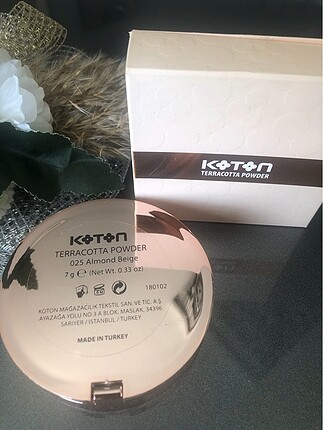 KOTON
TERRACOTTA POWDER
KOTON
TERRACOTTA POWDER
025 Almond Beige
7 g ℮ (Net Wt. 0.33 oz)
180102
KOTON MAGAZACILIK TEKSTIL SAN. VE TIC. A.Ş.
AYAZAĞA YOLU NO 3 A BLOK, MASLAK, 34396
SARIYER / ISTANBUL / TURKEY
MADE IN TURKEY